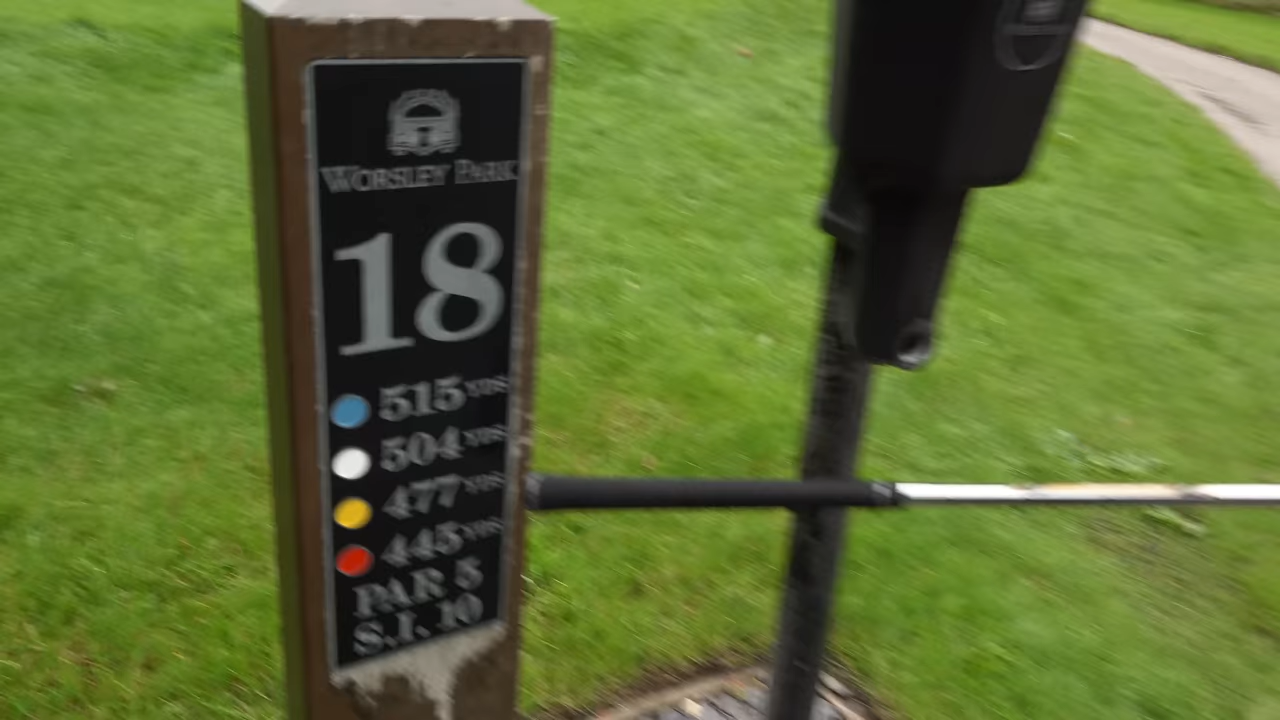 WORSLEY PARK
18
515 YDS
504 YDS
477 YDS
445 YDS
PAR 5
S.I. 10